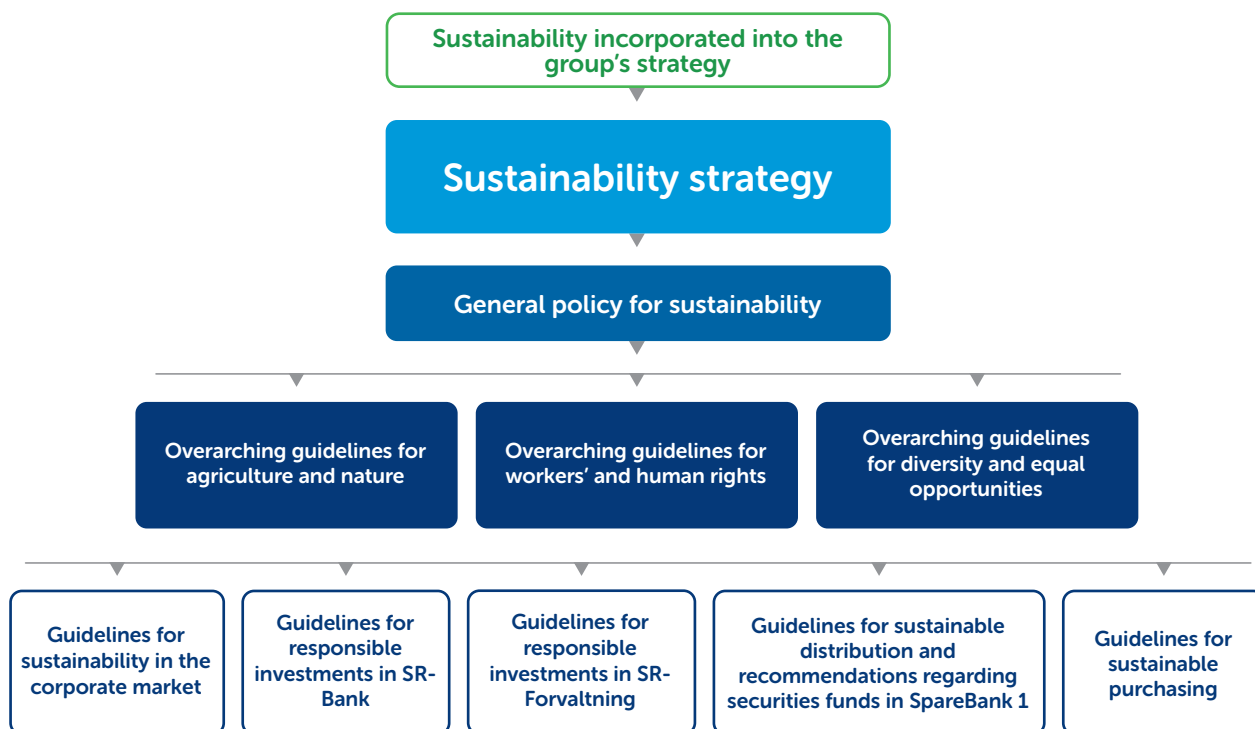 Sustainability incorporated into the
group’s strategy
Sustainability strategy
General policy for sustainability
Overarching guidelines for
agriculture and nature
Overarching guidelines for
workers’ and human rights
Overarching guidelines
for diversity and equal
opportunities
Guidelines for
sustainability in the
corporate market
Guidelines for
responsible
investments in SR-
Bank
Guidelines for
responsible
investments in SR-
Forvaltning
Guidelines for sustainable
distribution and
recommendations regarding
securities funds in SpareBank 1
Guidelines for
sustainable
purchasing